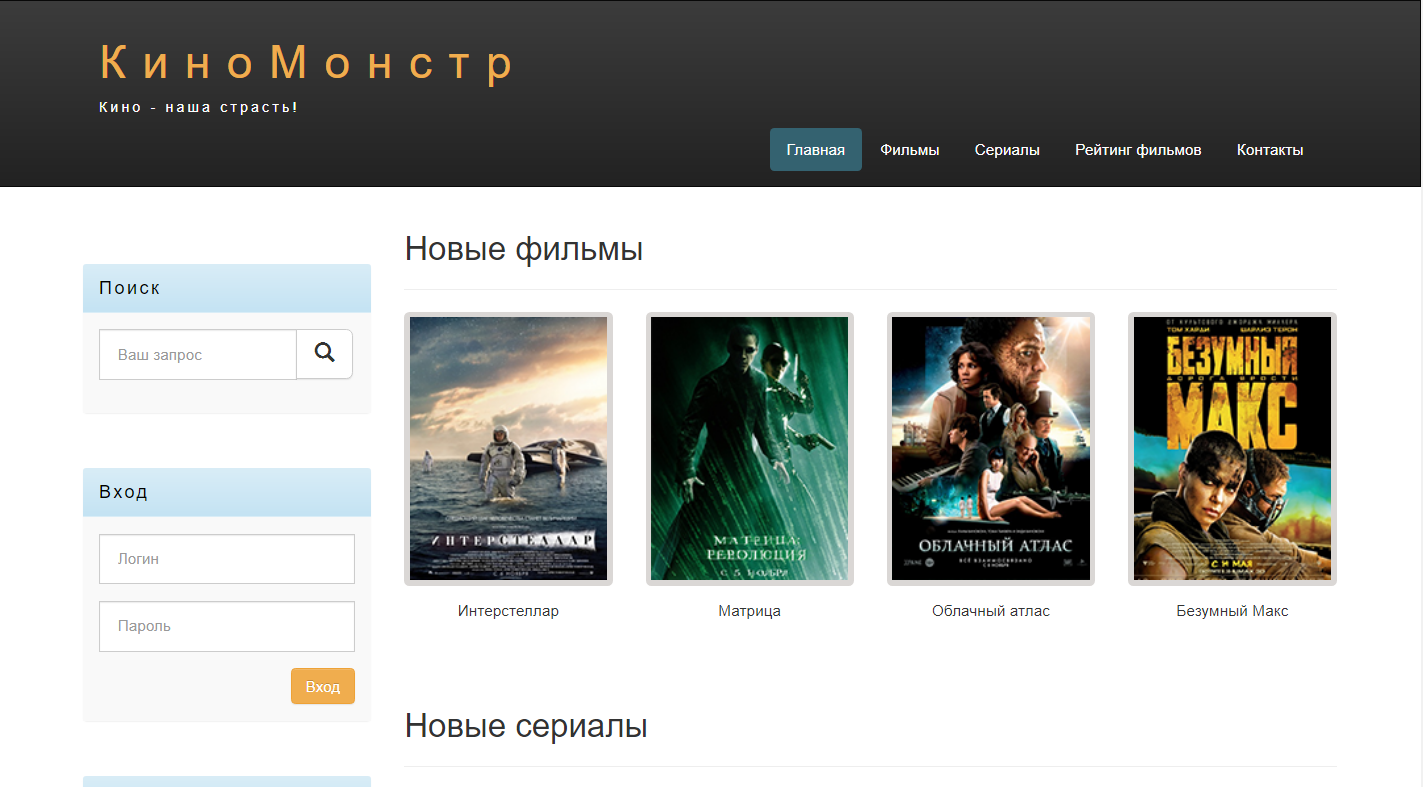 КиноМонстр
Кино - наша страсть!
Главная Фильмы Сериалы Рейтинг фильмов Контакты
Поиск
Ваш запрос
Вход
Логин
Пароль
Вход
Новые фильмы
ИНТЕРСТЕЛЛАР
С 6 НОЯБРЯ
Интерстеллар
МАТРИЦА:
РЕВОЛЮЦИЯ
С 5 НОЯБРЯ
Матрица
ОБЛАЧНЫЙ АТЛАС
ВСЁ ВЗАИМОСВЯЗАНО
Облачный атлас
ТОМ ХАРДИ ШАРЛИЗ ТЕРОН
БЕЗУМНЫЙ
ДОРОГА ЯРОСТИ
МАКС
С 14 МАЯ
Безумный Макс
Новые сериалы